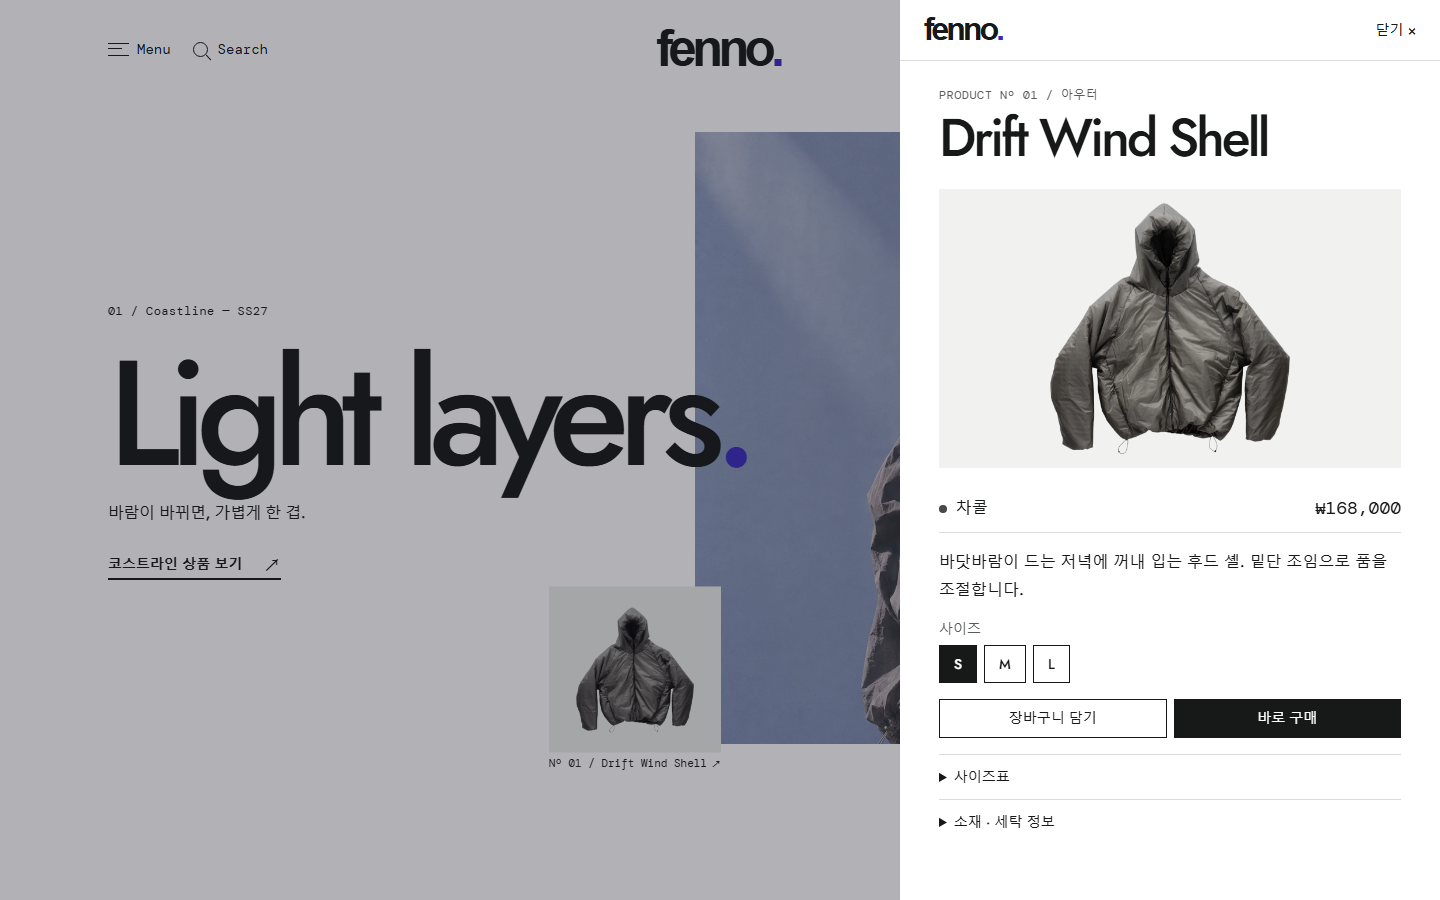 Menu
Search
fenno.
01 / Coastline — SS27
Light layers.
바람이 바뀌면, 가볍게 한 겹.
코스트라인 상품 보기 ↗
Nº 01 / Drift Wind Shell ↗
fenno.
닫기 ×
PRODUCT Nº 01 / 아우터
Drift Wind Shell
차콜
₩168,000
바닷바람이 드는 저녁에 꺼내 입는 후드 셸. 밑단 조임으로 품을
조절합니다.
사이즈
S M L
장바구니 담기
바로 구매
▶ 사이즈표
▶ 소재 · 세탁 정보